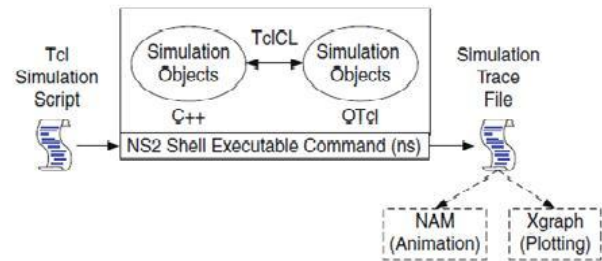 Tcl
Simulation
Script
Simulation
Objects
TclCL
Simulation
Objects
C++
OTcl
NS2 Shell Executable Command (ns)
Simulation
Trace
File
NAM
(Animation)
Xgraph
(Plotting)